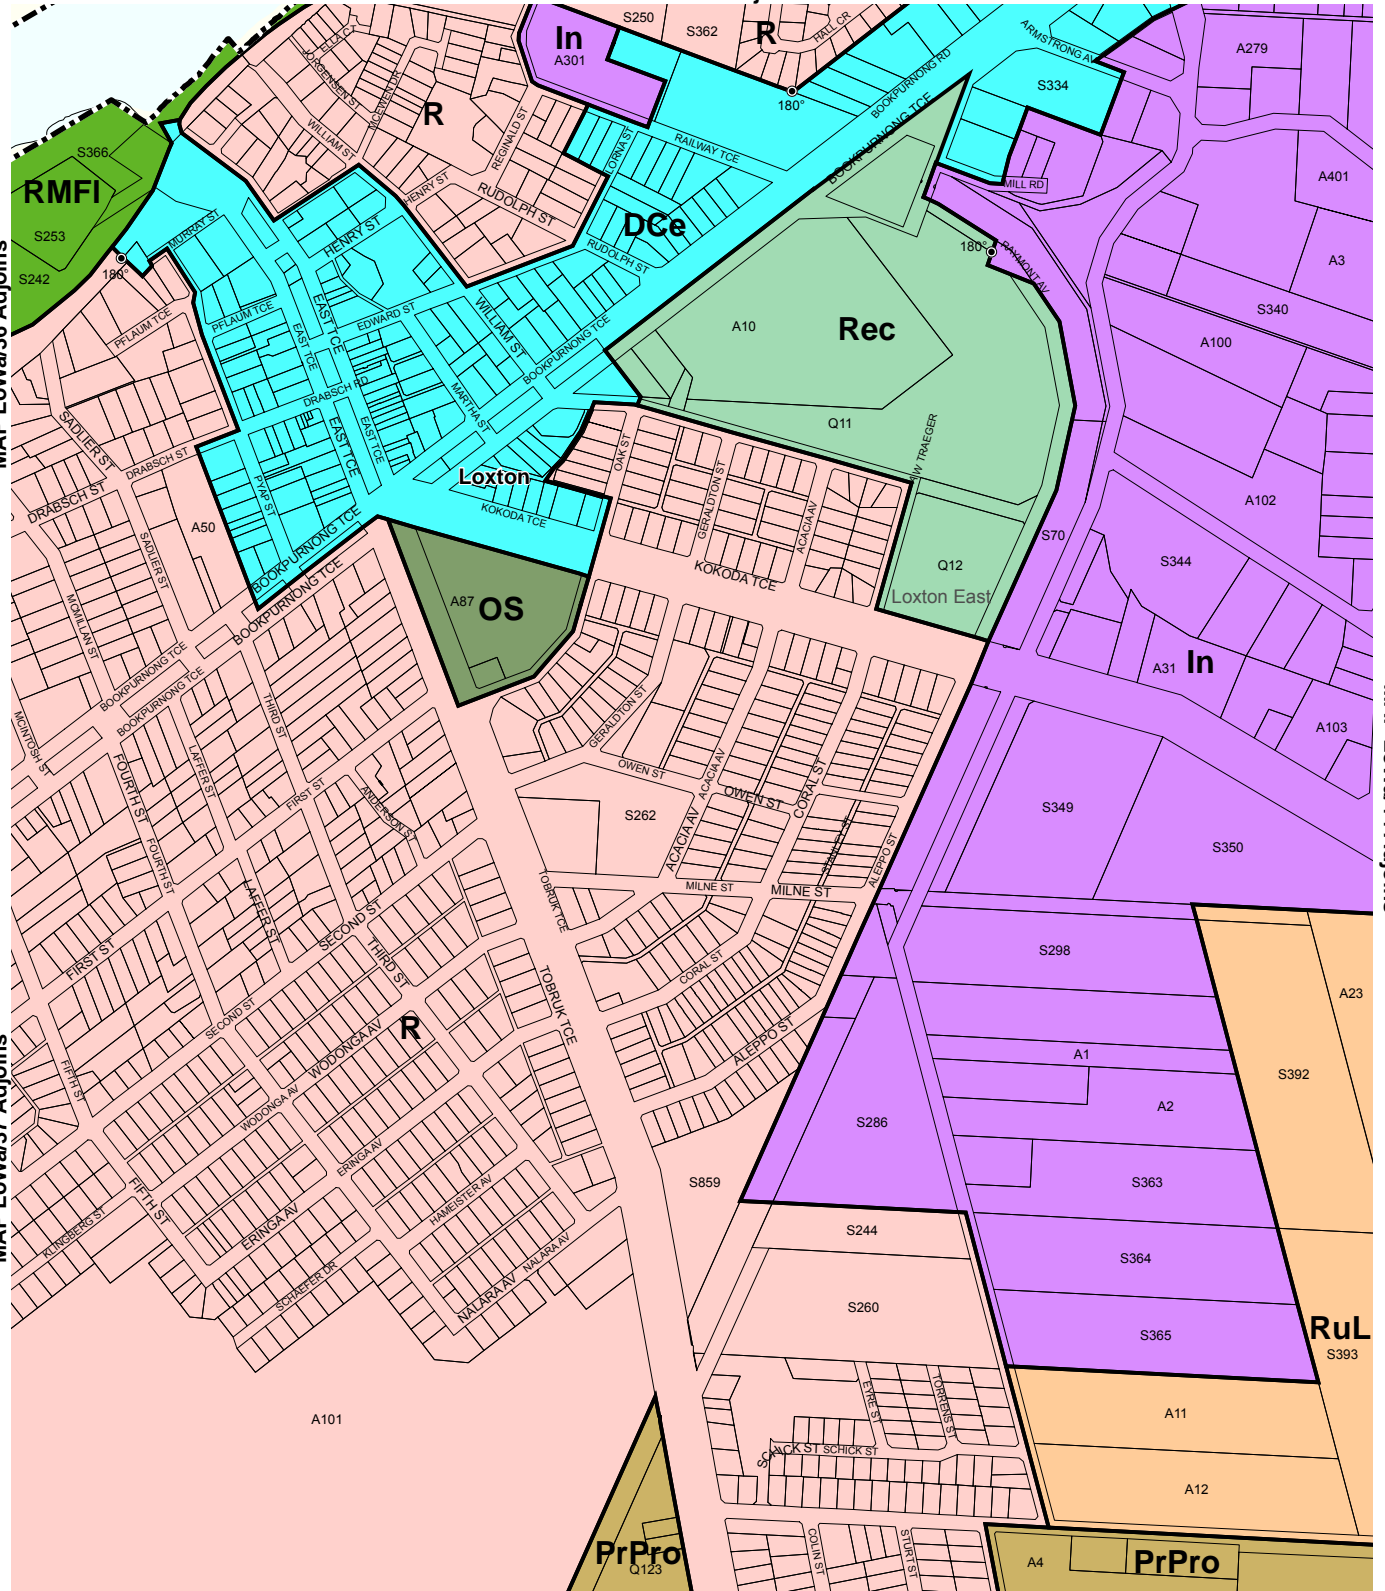 S250
S362
R
HALL CR
In
A301
ELLA CT
JORGENSEN ST
MCEWEN DR
R
WILLIAM ST
REGINALD ST
HENRY ST
RUDOLPH ST
180°
BOOKPURNONG RD
BOOKPURNONG TCE
ARMSTRONG AV
A279
S334
LORNA ST
RAILWAY TCE
MILL RD
A401
S366
RMFI
S253
S242
180°
MURRAY ST
HENRY ST
DCe
RUDOLPH ST
180°
RAYMONT AV
A3
S340
PFLAUM TCE
PFLAUM TCE
EAST TCE
EAST TCE
EDWARD ST
WILLIAM ST
BOOKPURNONG TCE
A10
Rec
A100
DRABSCH RD
MARTHA ST
EAST TCE
EAST TCE
SADLIER ST
DRABSCH ST
DRABSCH ST
PYAP ST
Loxton
KOKODA TCE
OAK ST
GERALDTON ST
ACACIA AV
Q11
W TRAEGER
A102
A50
SADLIER ST
BOOKPURNONG TCE
BOOKPURNONG TCE
A87
OS
KOKODA TCE
Q12
Loxton East
S70
S344
A31
In
A103
MCMILLAN ST
MCINTOSH ST
BOOKPURNONG TCE
BOOKPURNONG TCE
THIRD ST
LAFFER ST
FOURTH ST
FOURTH ST
FIRST ST
ANDERSON ST
GERALDTON ST
OWEN ST
ACACIA AV
OWEN ST
CORAL ST
S262
ACACIA AV
STANLEY ST
ALEPPO ST
MILNE ST
MILNE ST
S349
S350
LAFFER ST
FIRST ST
SECOND ST
THIRD ST
TOBRUK TCE
TOBRUK TCE
CORAL ST
ALEPPO ST
S298
A23
SECOND ST
R
WODONGA AV
WODONGA AV
A1
S392
A2
FIFTH ST
FIFTH ST
ERINGA AV
ERINGA AV
S286
S859
S363
KLINGBERG ST
HAMEISTER AV
NALARA AV
NALARA AV
SCHAEFER DR
S244
S364
S260
S365
RuL
S393
A101
EYRE ST
TORRENS ST
SCHICK ST
SCHICK ST
A11
A12
PrPro
Q123
COLIN ST
STURT ST
A4
PrPro